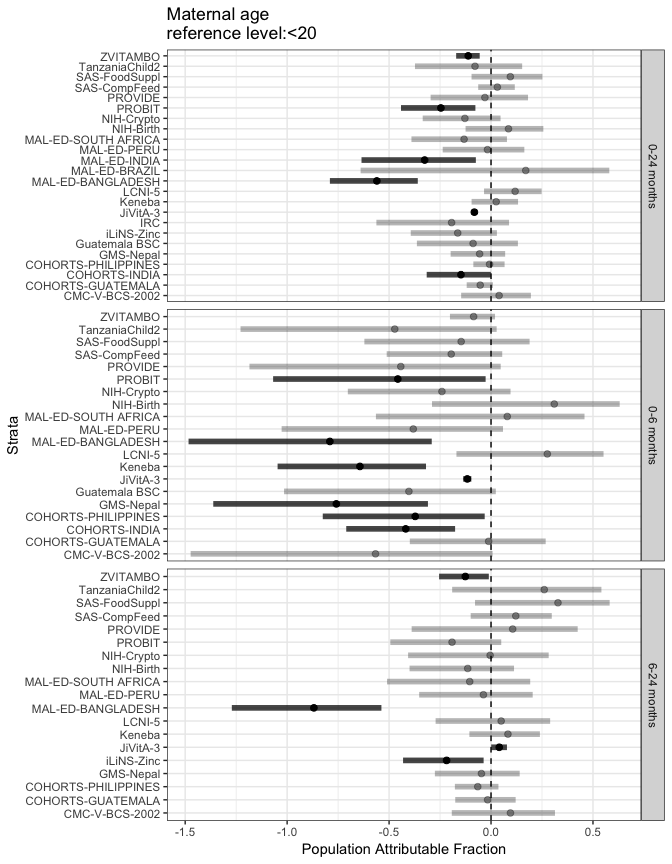 Maternal age
reference level:<20
ZVITAMBO
TanzaniaChild2
SAS-FoodSuppl
SAS-CompFeed
PROVIDE
PROBIT
NIH-Crypto
NIH-Birth
MAL-ED-SOUTH AFRICA
MAL-ED-PERU
MAL-ED-INDIA
MAL-ED-BRAZIL
MAL-ED-BANGLADESH
LCNI-5
Keneba
JiVitA-3
IRC
iLiNS-Zinc
Guatemala BSC
GMS-Nepal
COHORTS-PHILIPPINES
COHORTS-INDIA
COHORTS-GUATEMALA
CMC-V-BCS-2002
0-24 months
ZVITAMBO
TanzaniaChild2
SAS-FoodSuppl
SAS-CompFeed
PROVIDE
PROBIT
NIH-Crypto
NIH-Birth
MAL-ED-SOUTH AFRICA
MAL-ED-PERU
MAL-ED-BANGLADESH
LCNI-5
Keneba
JiVitA-3
Guatemala BSC
GMS-Nepal
COHORTS-PHILIPPINES
COHORTS-INDIA
COHORTS-GUATEMALA
CMC-V-BCS-2002
0-6 months
Strata
ZVITAMBO
TanzaniaChild2
SAS-FoodSuppl
SAS-CompFeed
PROVIDE
PROBIT
NIH-Crypto
NIH-Birth
MAL-ED-SOUTH AFRICA
MAL-ED-PERU
MAL-ED-BANGLADESH
LCNI-5
Keneba
JiVitA-3
iLiNS-Zinc
GMS-Nepal
COHORTS-PHILIPPINES
COHORTS-GUATEMALA
CMC-V-BCS-2002
6-24 months
-1.5 -1.0 -0.5 0.0 0.5
Population Attributable Fraction